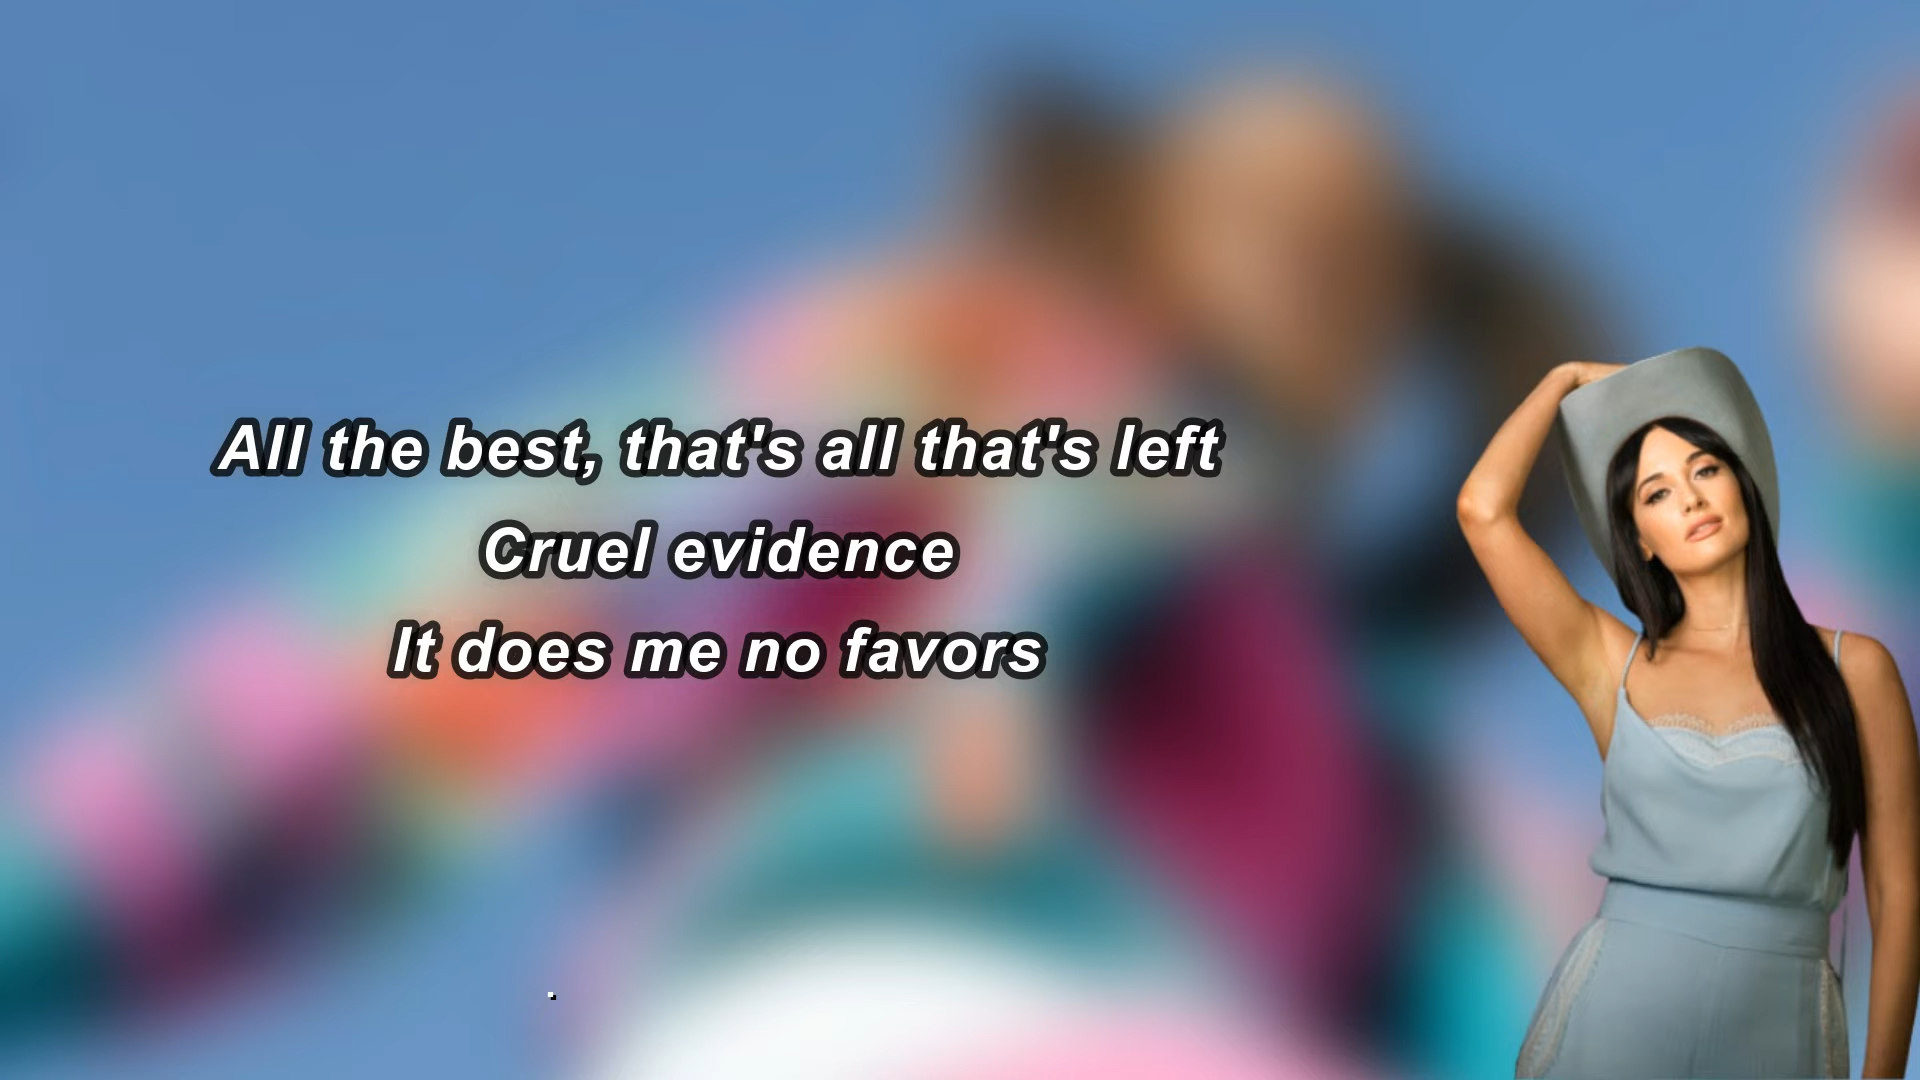 All the best, that's all that's left
Cruel evidence
It does me no favors